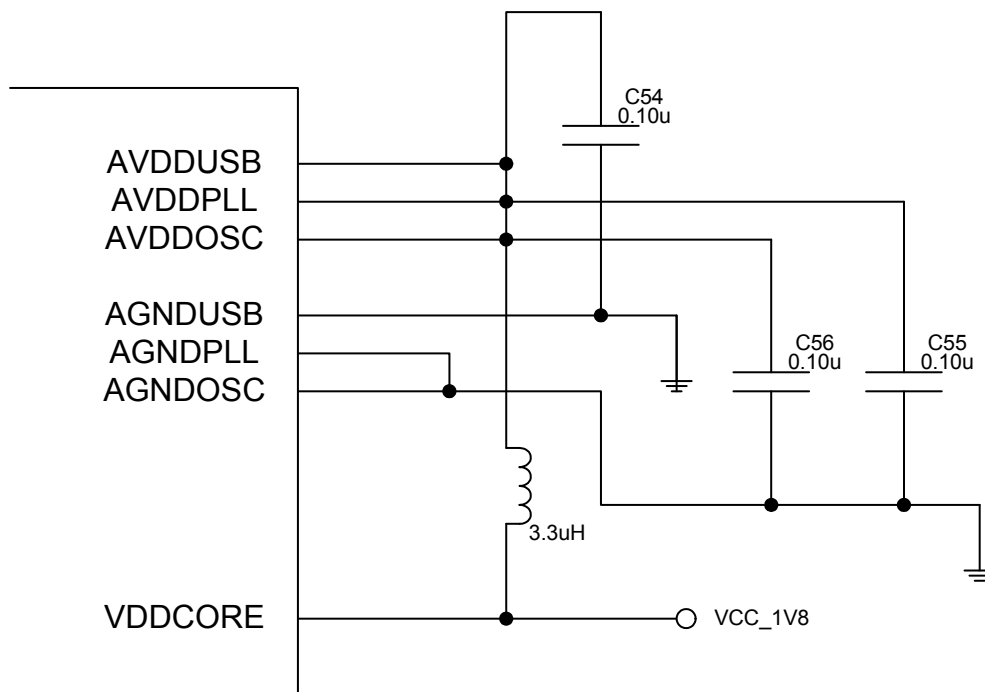 C54
0.10u
AVDDUSB
AVDDPLL
AVDDOSC
AGNDUSB
AGNDPLL
AGNDOSC
C56
0.10u
C55
0.10u
3.3uH
VDDCORE
VCC_1V8